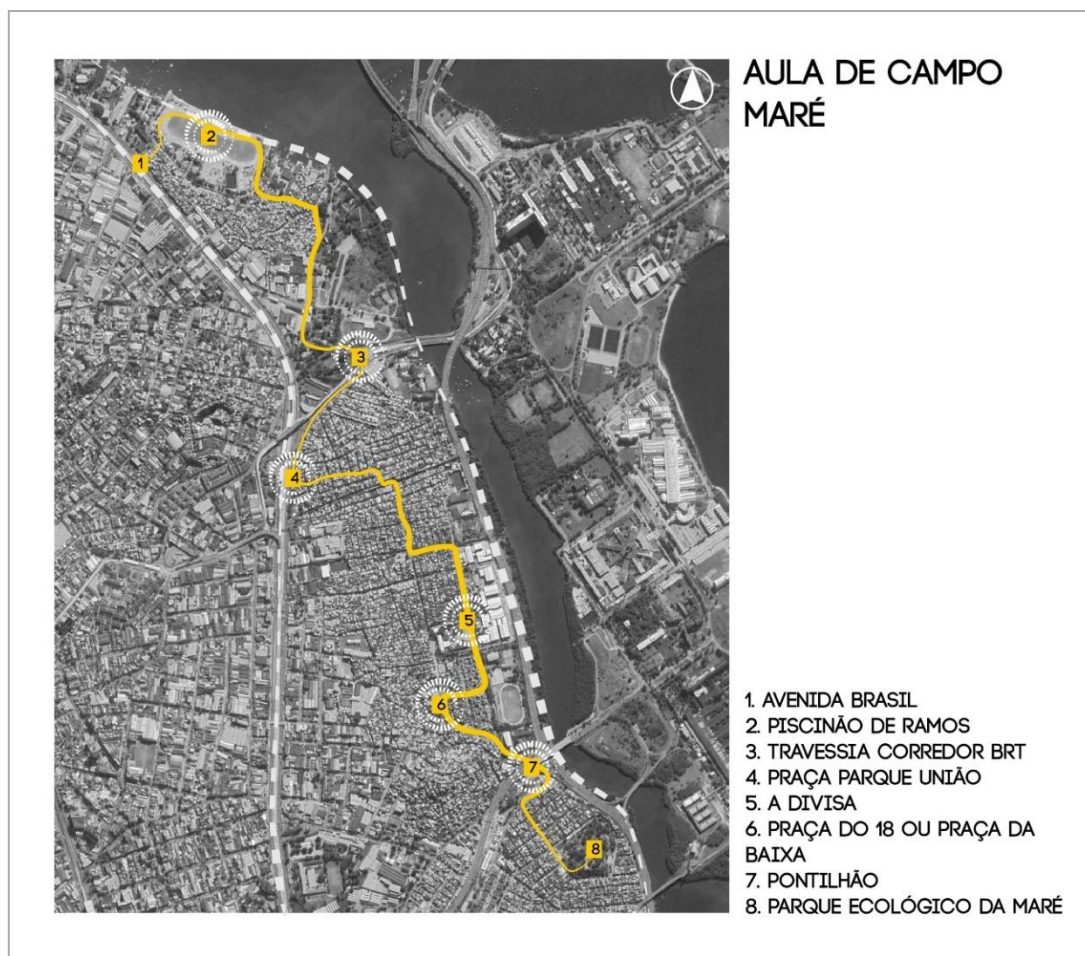 AULA DE CAMPO
MARÉ
1
2
3
4
5
6
7
8
1. AVENIDA BRASIL
2. PISCINÃO DE RAMOS
3. TRAVESSIA CORREDOR BRT
4. PRAÇA PARQUE UNIÃO
5. A DIVISA
6. PRAÇA DO 18 OU PRAÇA DA
BAIXA
7. PONTILHÃO
8. PARQUE ECOLÓGICO DA MARÉ